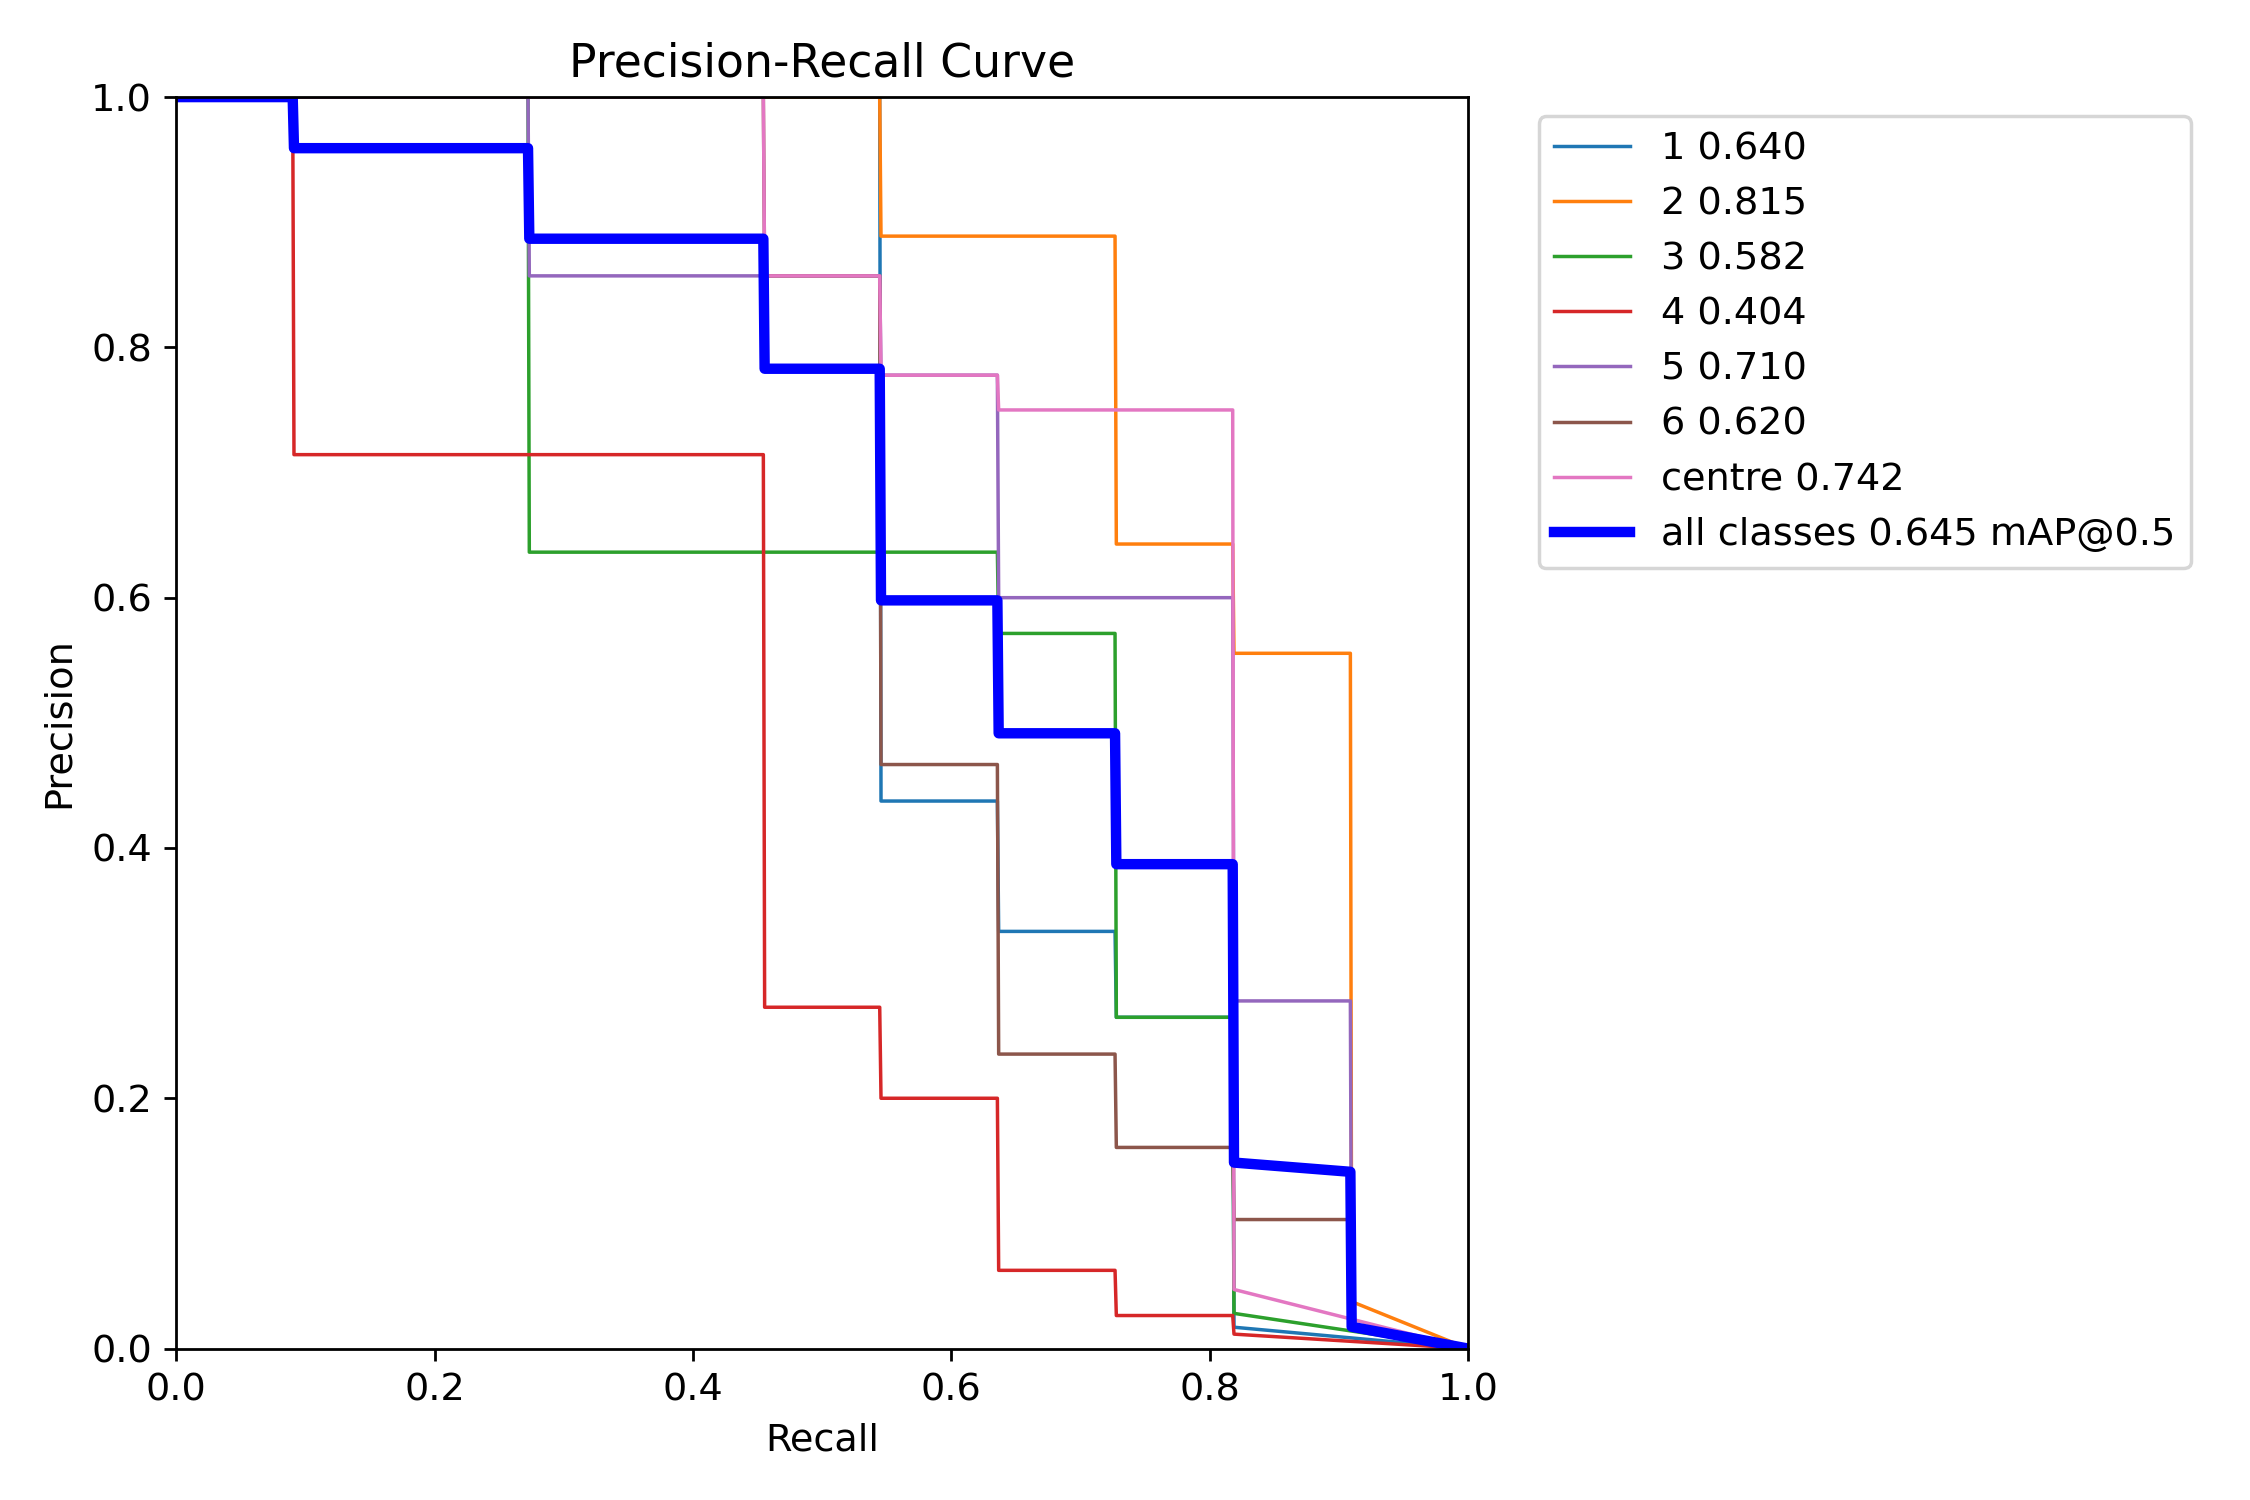 Precision-Recall Curve
1.0
0.8
0.6
0.4
0.2
0.0
Precision
0.0 0.2 0.4 0.6 0.8 1.0
Recall
1 0.640
2 0.815
3 0.582
4 0.404
5 0.710
6 0.620
centre 0.742
all classes 0.645 mAP@0.5